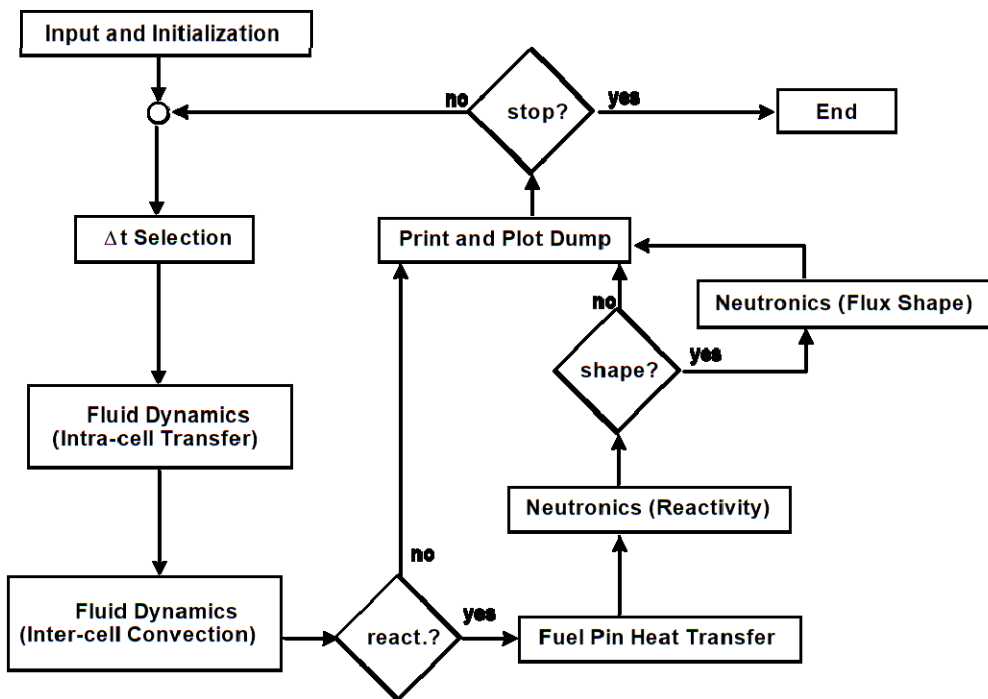 Input and Initialization
no
stop?
yes
End
Δt Selection
Print and Plot Dump
no
Neutronics (Flux Shape)
shape?
yes
Fluid Dynamics
(Intra-cell Transfer)
Neutronics (Reactivity)
no
Fluid Dynamics
(Inter-cell Convection)
react.?
yes
Fuel Pin Heat Transfer